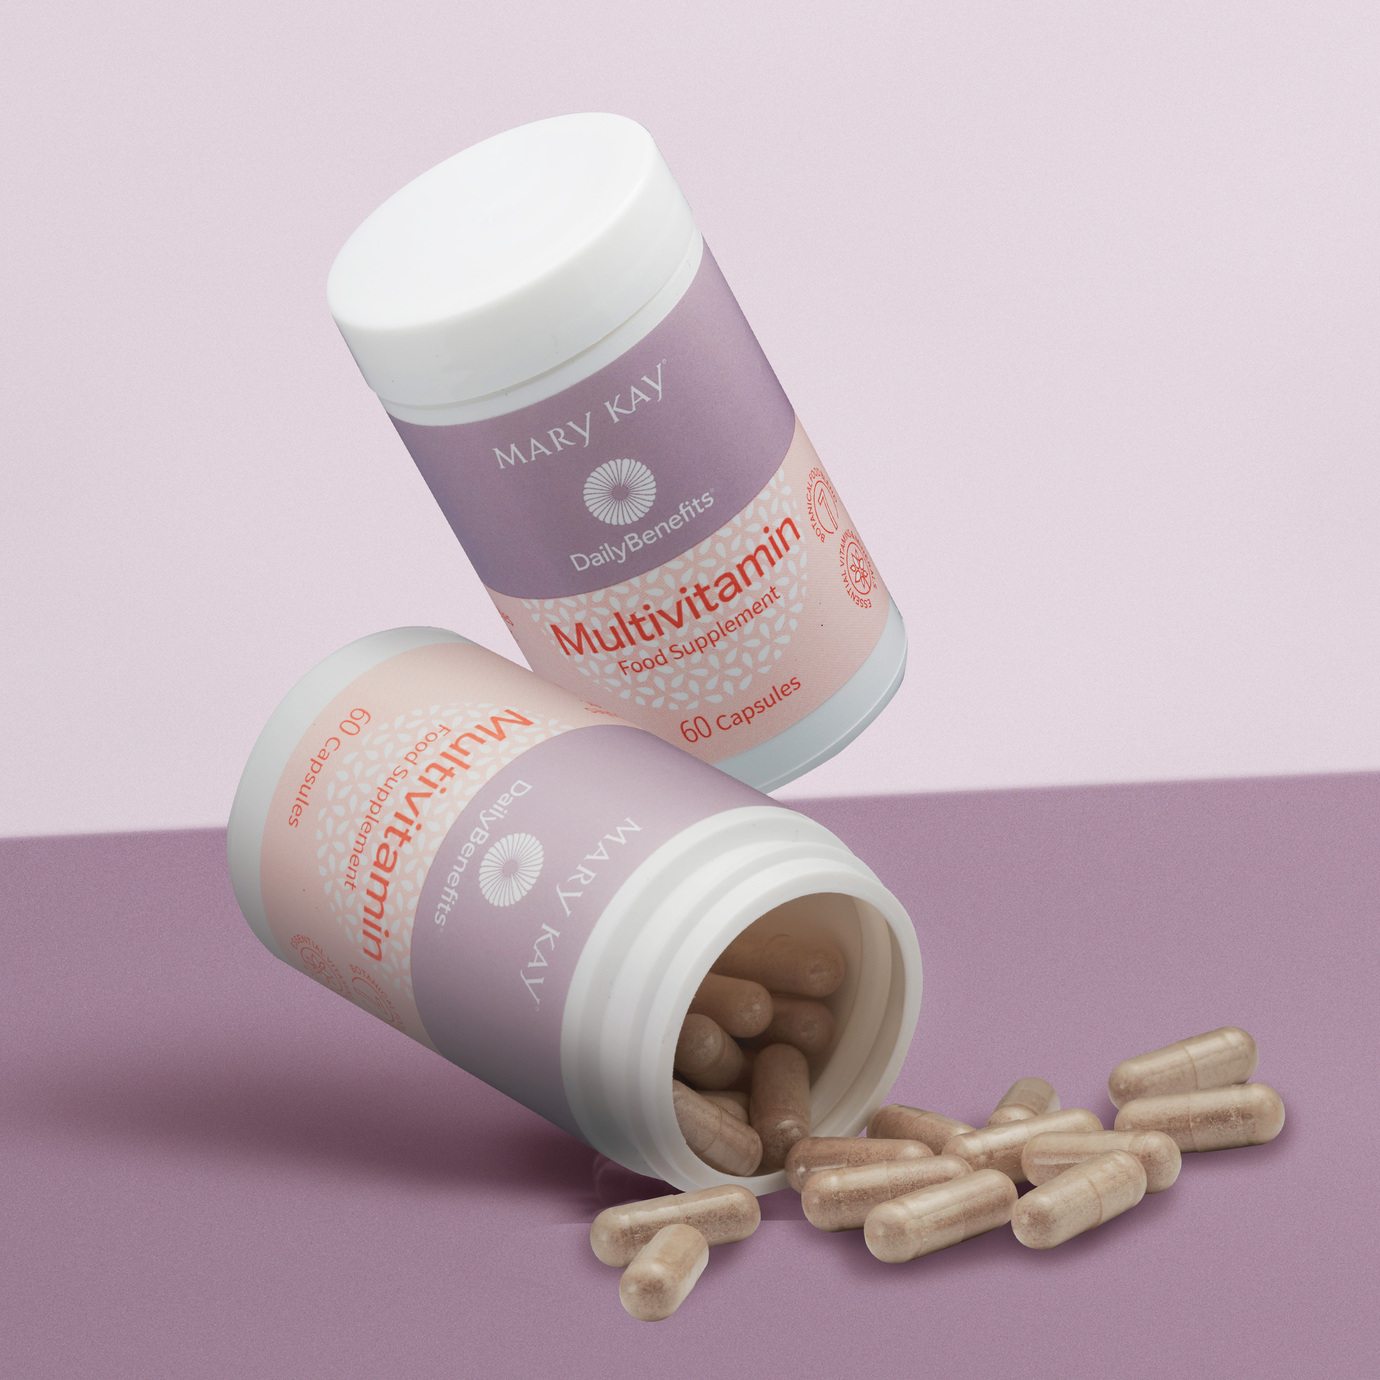 MARY KAY
DailyBenefits
Multivitamin
Food Supplement
60 Capsules
MARY KAY
DailyBenefits
Multivitamin
Food Supplement
60 Capsules